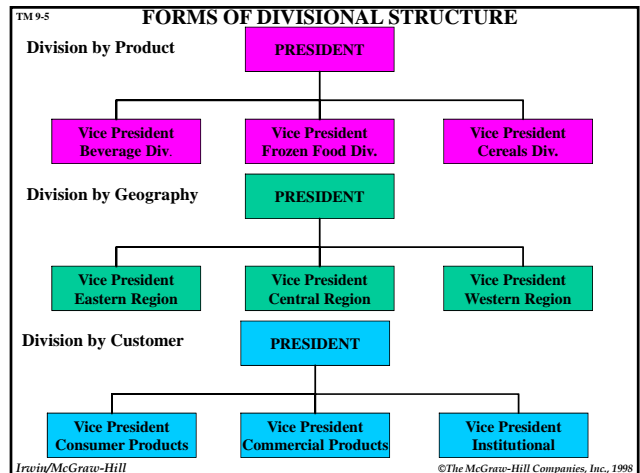 TM 9-5
FORMS OF DIVISIONAL STRUCTURE
Division by Product
PRESIDENT
Vice President
Beverage Div.
Vice President
Frozen Food Div.
Vice President
Cereals Div.
Division by Geography
PRESIDENT
Vice President
Eastern Region
Vice President
Central Region
Vice President
Western Region
Division by Customer
PRESIDENT
Vice President
Consumer Products
Vice President
Commercial Products
Vice President
Institutional
Irwin/McGraw-Hill
©The McGraw-Hill Companies, Inc., 1998